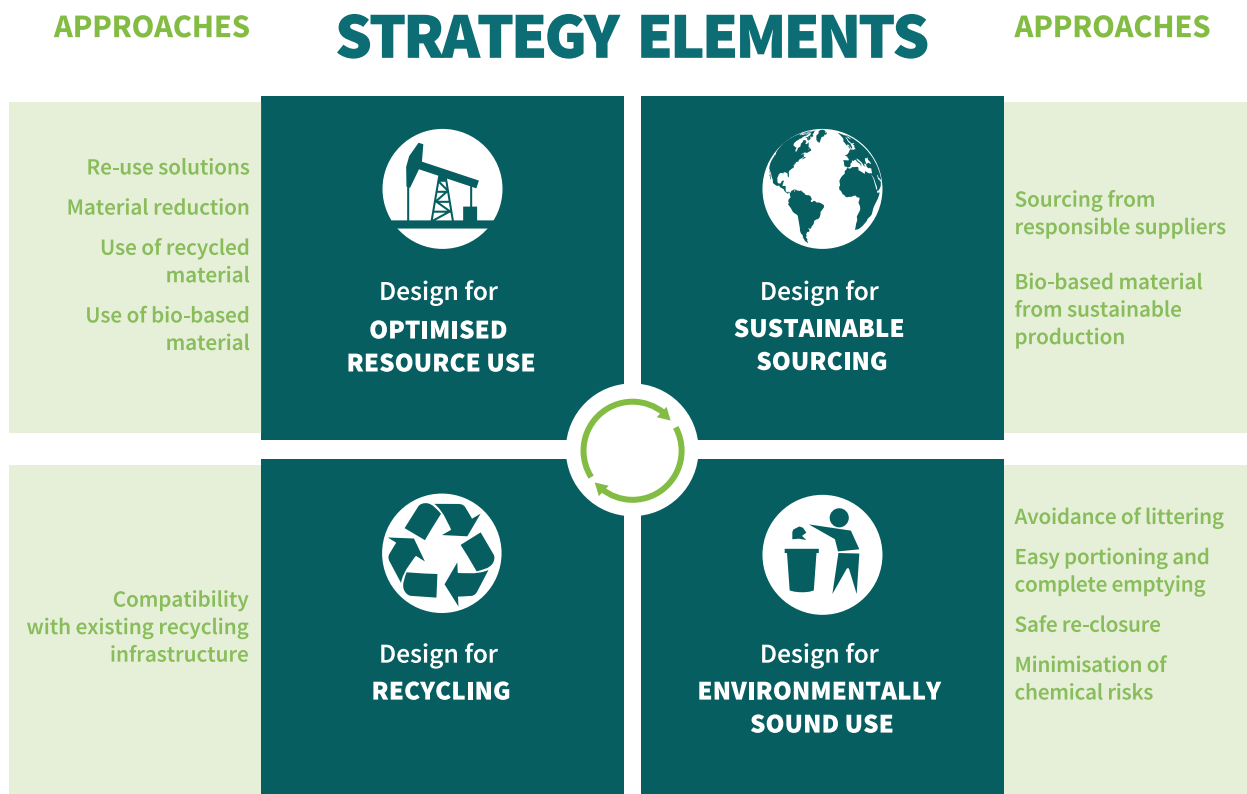 APPROACHES
STRATEGY ELEMENTS
APPROACHES
Re-use solutions
Material reduction
Use of recycled
material
Use of bio-based
material
Design for
OPTIMISED
RESOURCE USE
Design for
SUSTAINABLE
SOURCING
Sourcing from
responsible suppliers
Bio-based material
from sustainable
production
Compatibility
with existing recycling
infrastructure
Design for
RECYCLING
Design for
ENVIRONMENTALLY
SOUND USE
Avoidance of littering
Easy portioning and
complete emptying
Safe re-closure
Minimisation of
chemical risks